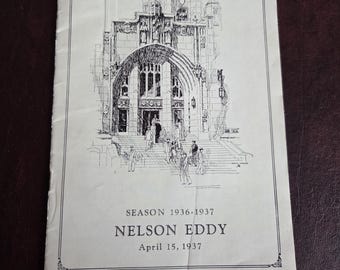 SEASON 1936-1937
NELSON EDDY
April 15, 1937